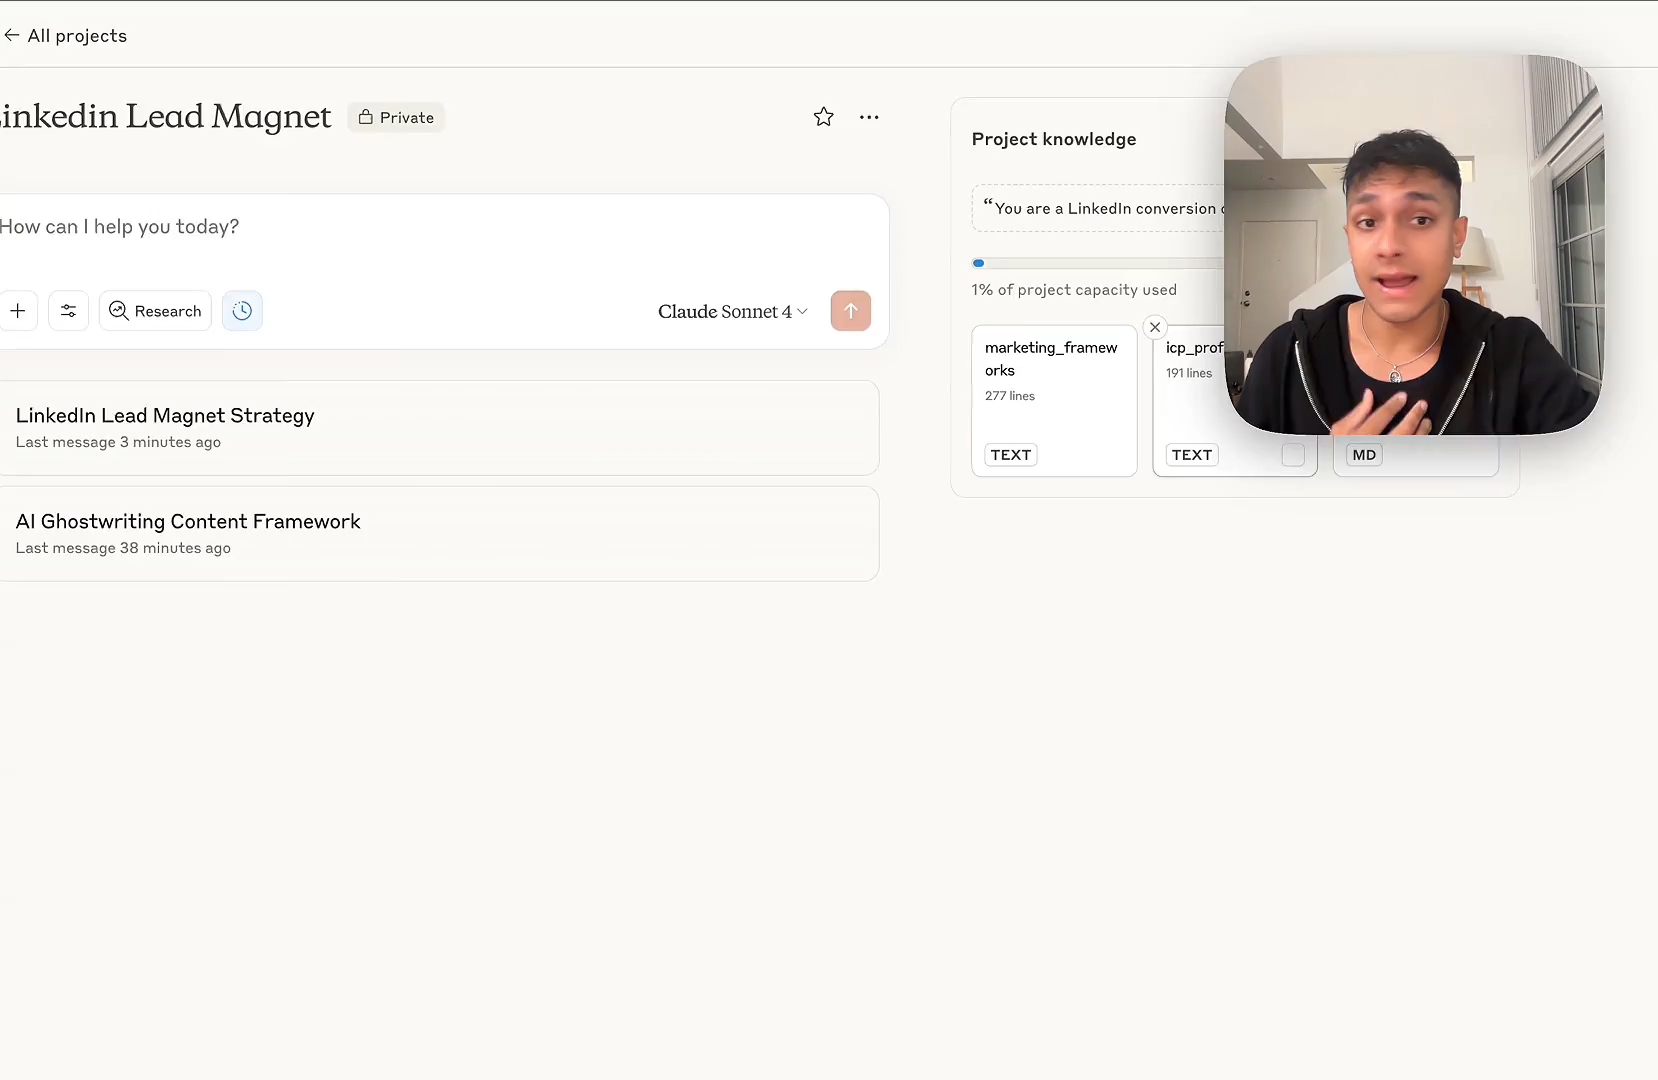 All projects
inkedin Lead Magnet
Private
How can I help you today?
Research
Claude Sonnet 4
LinkedIn Lead Magnet Strategy
Last message 3 minutes ago
AI Ghostwriting Content Framework
Last message 38 minutes ago
Project knowledge
“You are a LinkedIn conversion
1% of project capacity used
marketing_framew
orks
277 lines
TEXT
icp_prof
191 lines
TEXT
MD